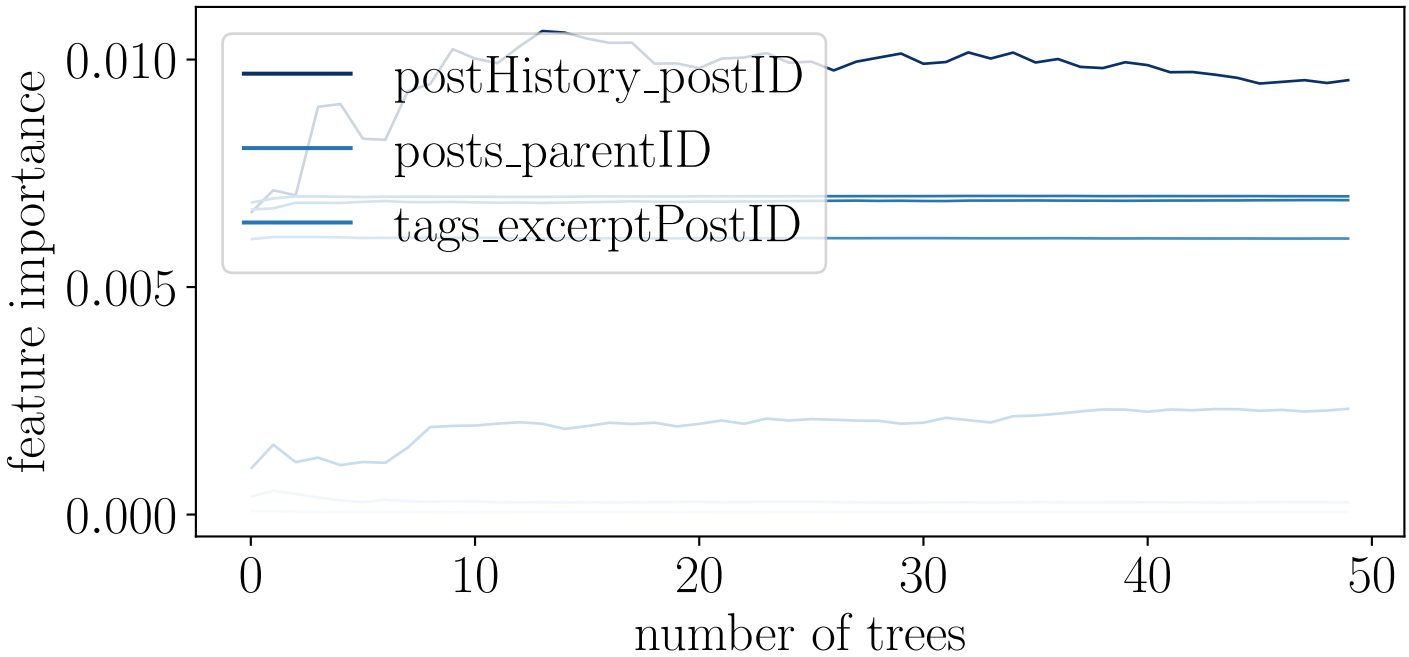 0.010
0.005
0.000
feature importance
postHistory_postID
posts_parentID
tags_excerptPostID
0 10 20 30 40 50
number of trees